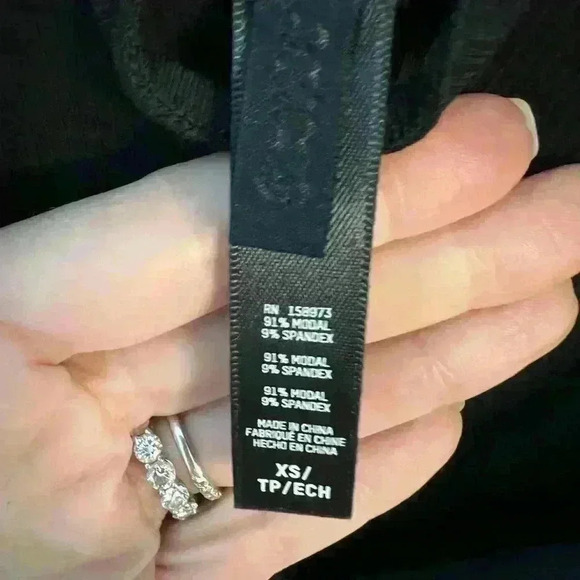 RN 150973
91% MODAL
9% SPANDEX
91% MODAL
9% SPANDEX
91% MODAL
9% SPANDEX
MADE IN CHINA
FABRIQUÉ EN CHINE
HECHO EN CHINA
XS/
TP/ECH